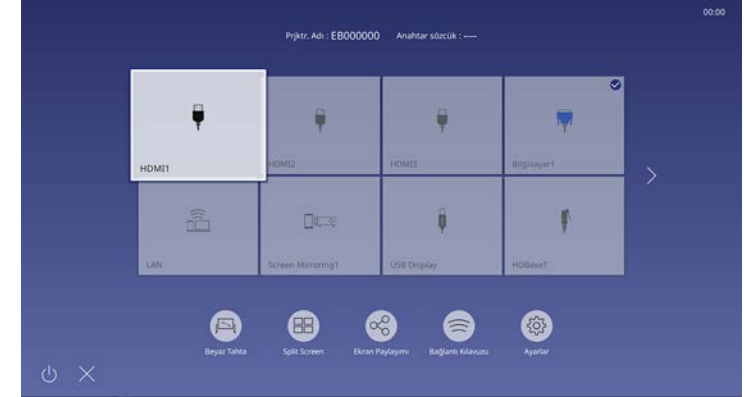 00:00
Prjktr. Adı : EB000000 Anahtar sözcük : ----
HDMI1
HDMI2
HDMI3
Bilgisayar1
LAN
Screen Mirroring1
USB Display
HDBaseT
Beyaz Tahta
Split Screen
Ekran Paylaşımı
Bağlantı Kılavuzu
Ayarlar